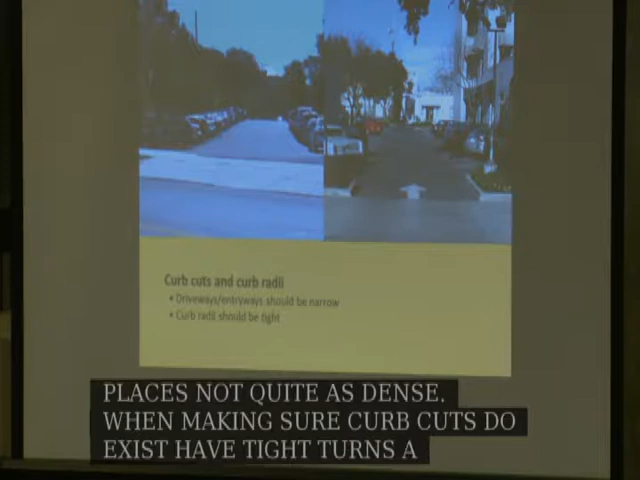 Curb cuts and curb radii
• Driveways/entryways should be narrow
• Curb radii should be tight
PLACES NOT QUITE AS DENSE.
WHEN MAKING SURE CURB CUTS DO
EXIST HAVE TIGHT TURNS A